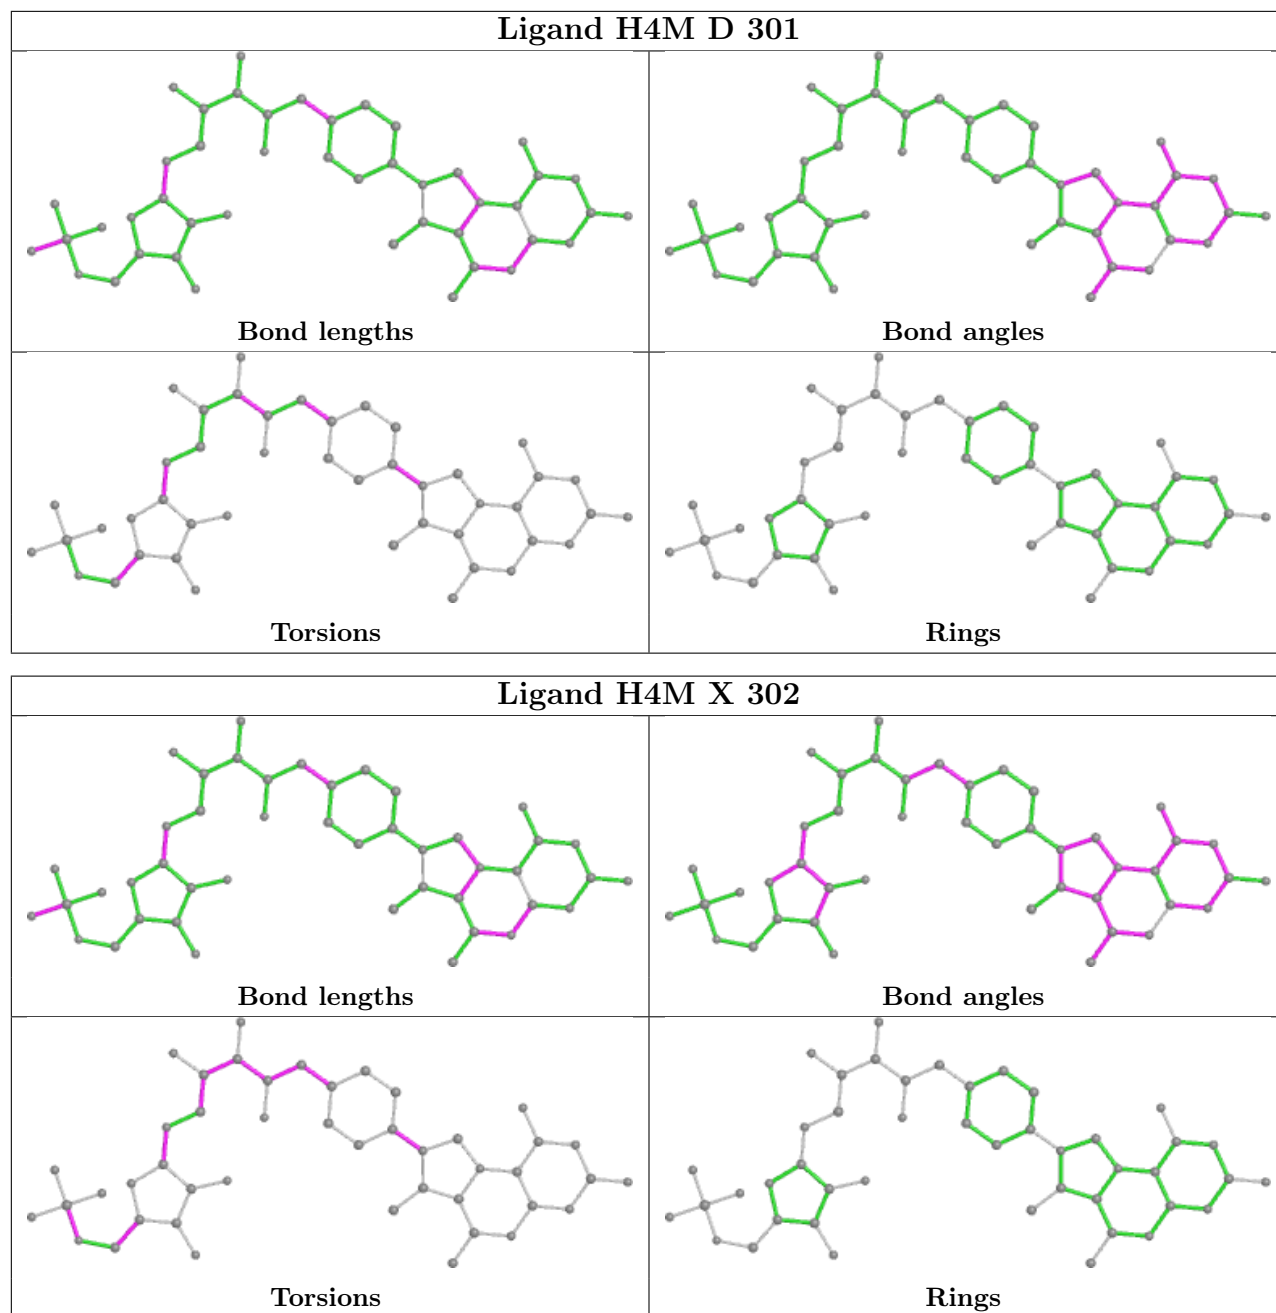 Ligand H4M D 301
Bond lengths
Bond angles
Torsions
Rings
Ligand H4M X 302
Bond lengths
Bond angles
Torsions
Rings